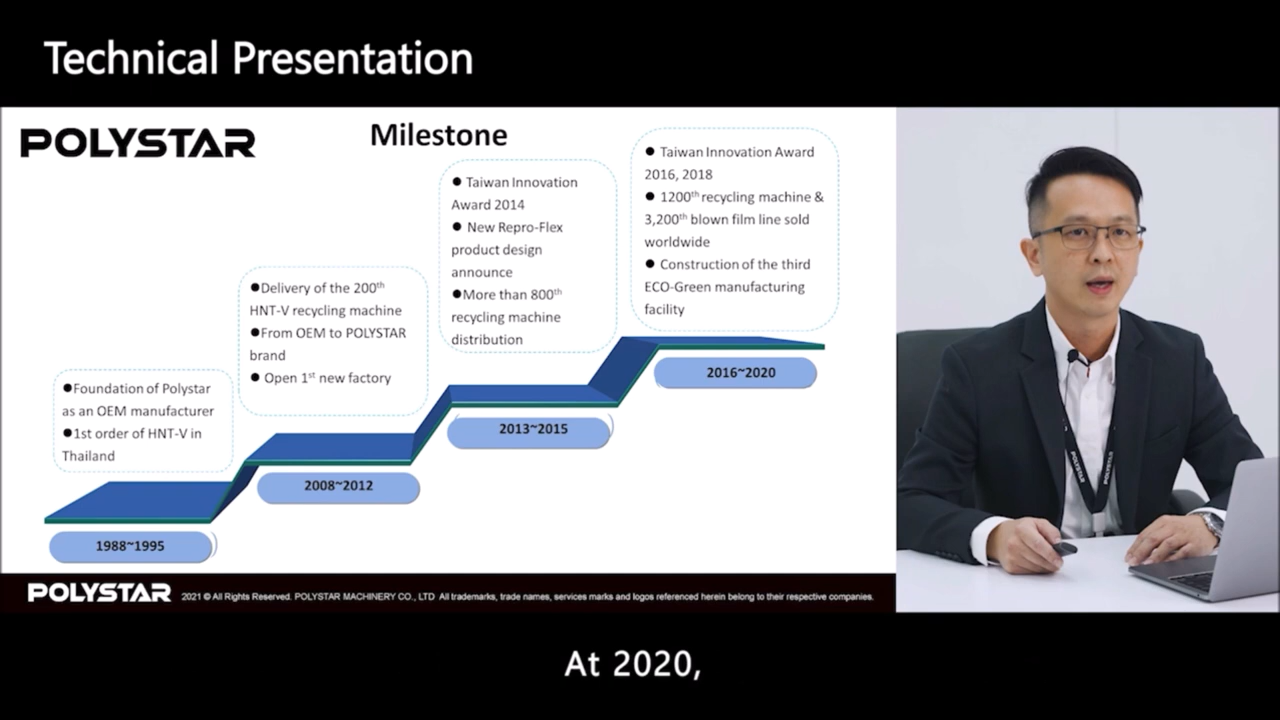 Technical Presentation
POLYSTAR
Milestone
●Foundation of Polystar
as an OEM manufacturer
●1st order of HNT-V in
Thailand
1988~1995
●Delivery of the 200th
HNT-V recycling machine
●From OEM to POLYSTAR
brand
● Open 1st new factory
2008~2012
● Taiwan Innovation
Award 2014
● New Repro-Flex
product design
announce
●More than 800th
recycling machine
distribution
2013~2015
● Taiwan Innovation Award
2016, 2018
● 1200th recycling machine &
3,200th blown film line sold
worldwide
● Construction of the third
ECO-Green manufacturing
facility
2016~2020
POLYSTAR
POLYSTAR
POLYSTAR 2021 © All Rights Reserved. POLYSTAR MACHINERY CO., LTD All trademarks, trade names, services marks and logos referenced herein belong to their respective companies.
At 2020,